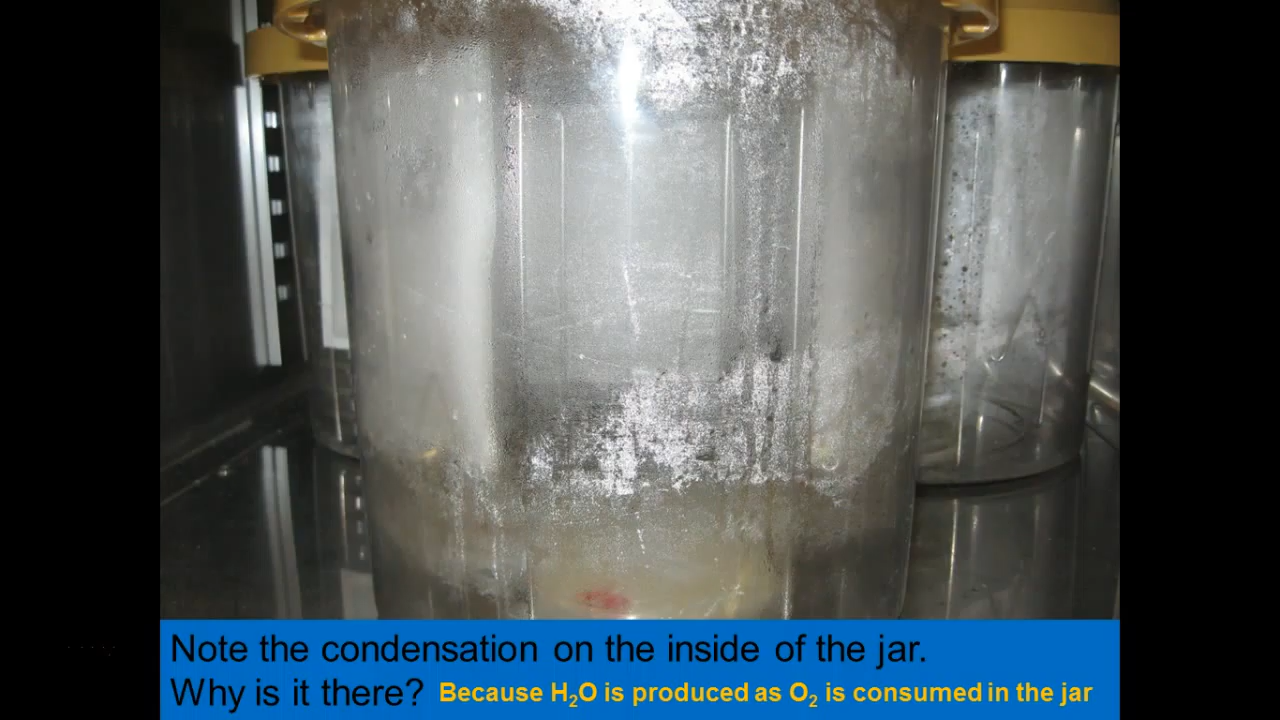 Note the condensation on the inside of the jar.
Why is it there? Because H₂O is produced as O₂ is consumed in the jar